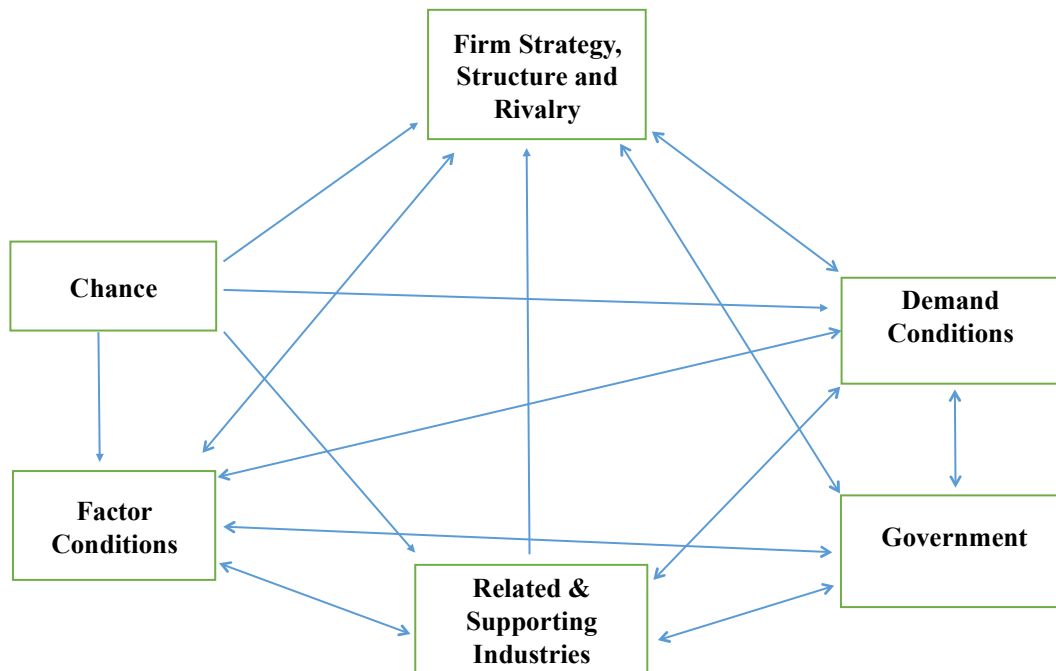 Firm Strategy,
Structure and
Rivalry
Chance
Demand
Conditions
Factor
Conditions
Government
Related &
Supporting
Industries